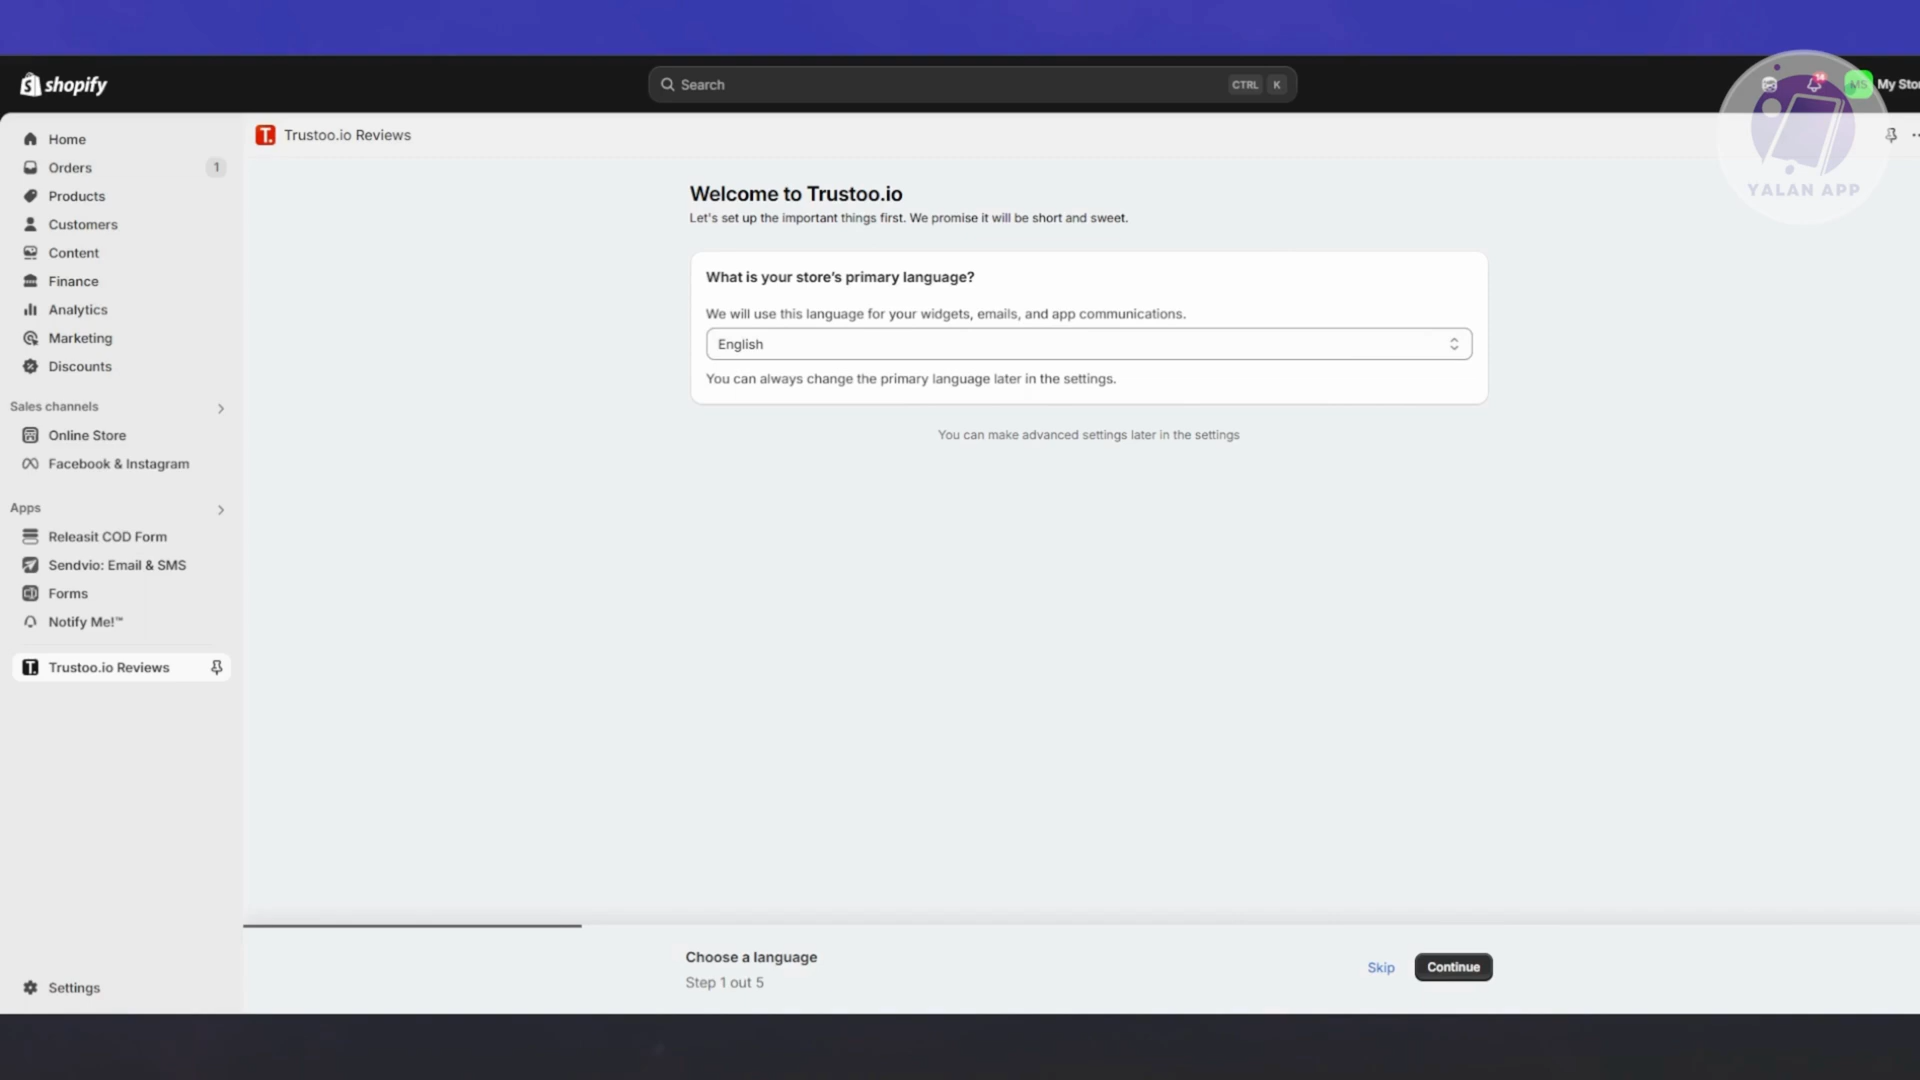 shopify
Search
CTRL K
My Sto
YALAN APP
Home
Orders 1
Products
Customers
Content
Finance
Analytics
Marketing
Discounts
Sales channels
Online Store
Facebook & Instagram
Apps
Releasit COD Form
Sendvio: Email & SMS
Forms
Notify Me!™
Trustoo.io Reviews
Settings
Trustoo.io Reviews
Welcome to Trustoo.io
Let's set up the important things first. We promise it will be short and sweet.
What is your store's primary language?
We will use this language for your widgets, emails, and app communications.
English
You can always change the primary language later in the settings.
You can make advanced settings later in the settings
Choose a language
Step 1 out 5
Skip
Continue